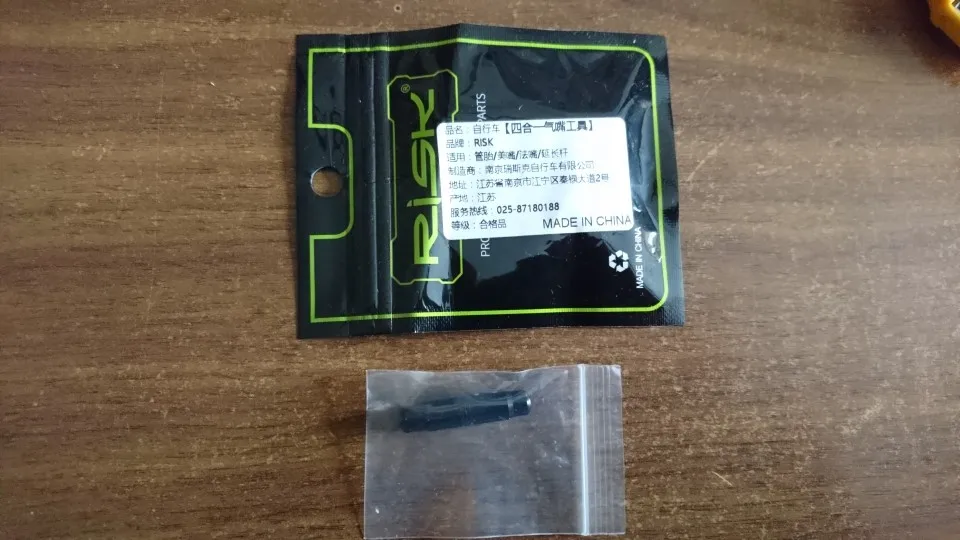 RiSK®
PARTS
PRO
品名：自行车【四合一气嘴工具】
品牌：RISK
适用：管胎/美嘴/法嘴/延长杆
制造商：南京瑞斯克自行车有限公司
地址：江苏省南京市江宁区秦禄大道2号
产地：江苏
服务热线：025-87180188
等级：合格品
MADE IN CHINA
MADE IN CHINA